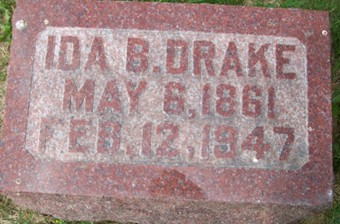 IDA B. DRAKE
MAY 6, 1861
FEB. 12, 1947